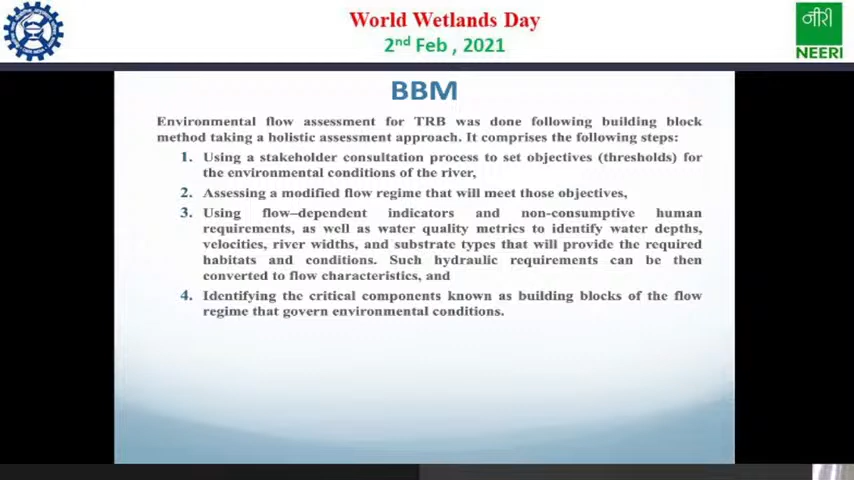 World Wetlands Day
2nd Feb , 2021
नीरी
NEERI
BBM
Environmental flow assessment for TRB was done following building block
method taking a holistic assessment approach. It comprises the following steps:
1. Using a stakeholder consultation process to set objectives (thresholds) for
the environmental conditions of the river,
2. Assessing a modified flow regime that will meet those objectives,
3. Using flow–dependent indicators and non-consumptive human
requirements, as well as water quality metrics to identify water depths,
velocities, river widths, and substrate types that will provide the required
habitats and conditions. Such hydraulic requirements can be then
converted to flow characteristics, and
4. Identifying the critical components known as building blocks of the flow
regime that govern environmental conditions.